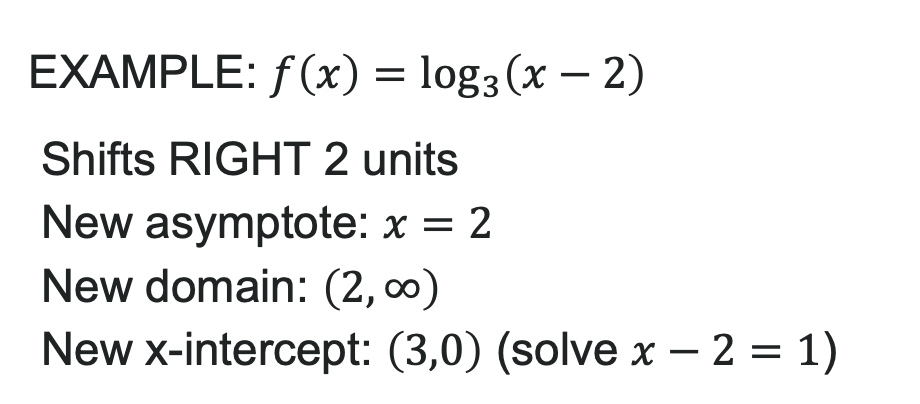 EXAMPLE: f(x) = log₃(x − 2)
Shifts RIGHT 2 units
New asymptote: x = 2
New domain: (2, ∞)
New x-intercept: (3,0) (solve x − 2 = 1)